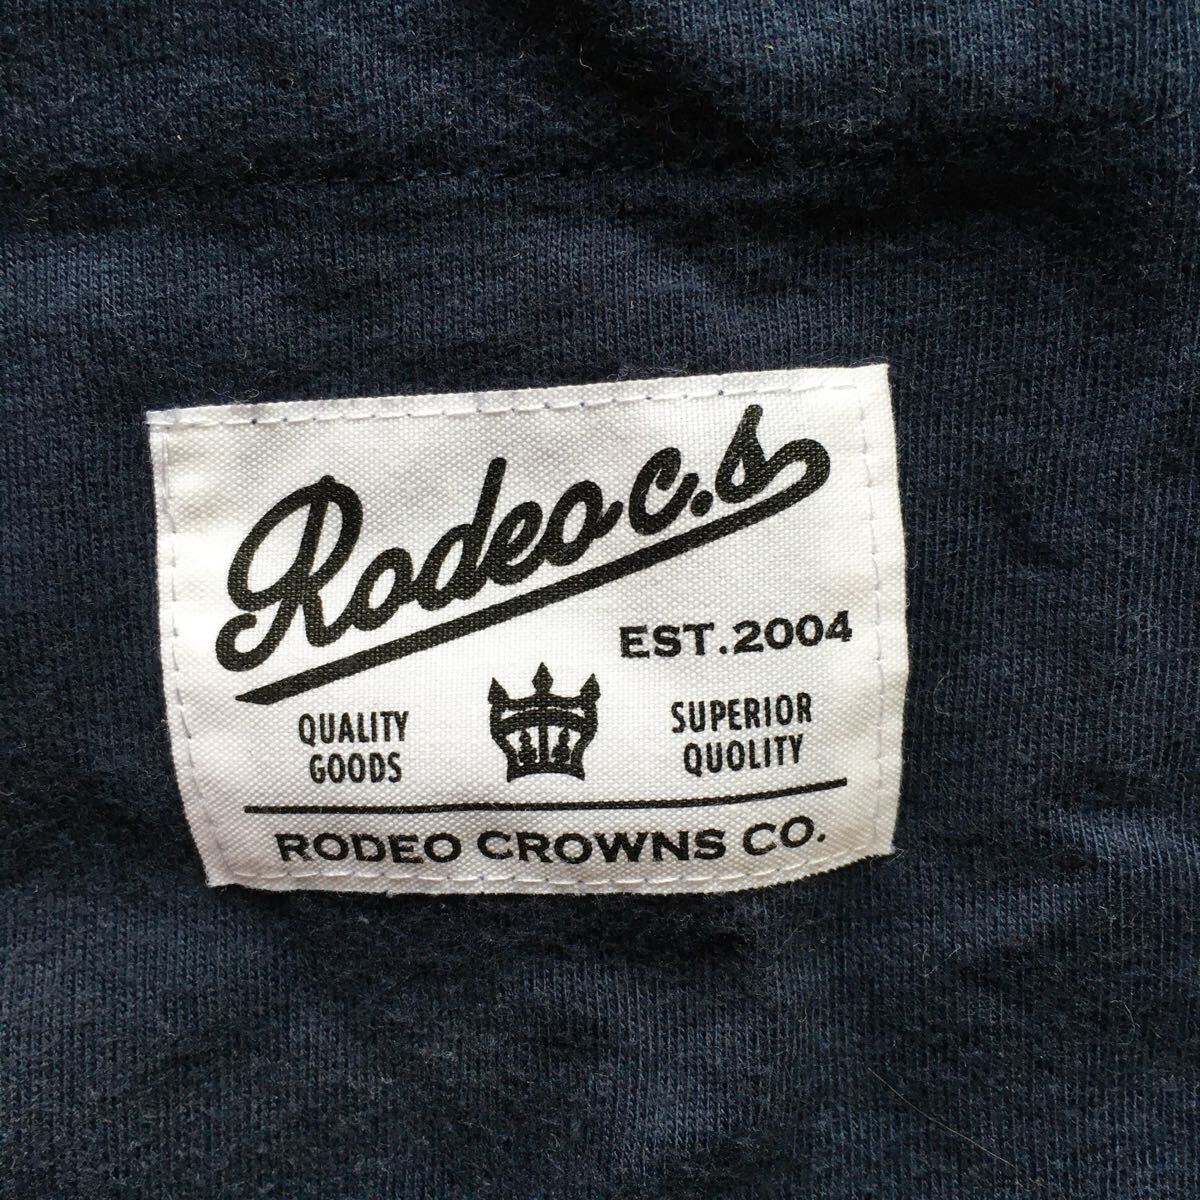 Rodeo c.s
EST.2004
QUALITY
GOODS
SUPERIOR
QUOLITY
RODEO CROWNS CO.